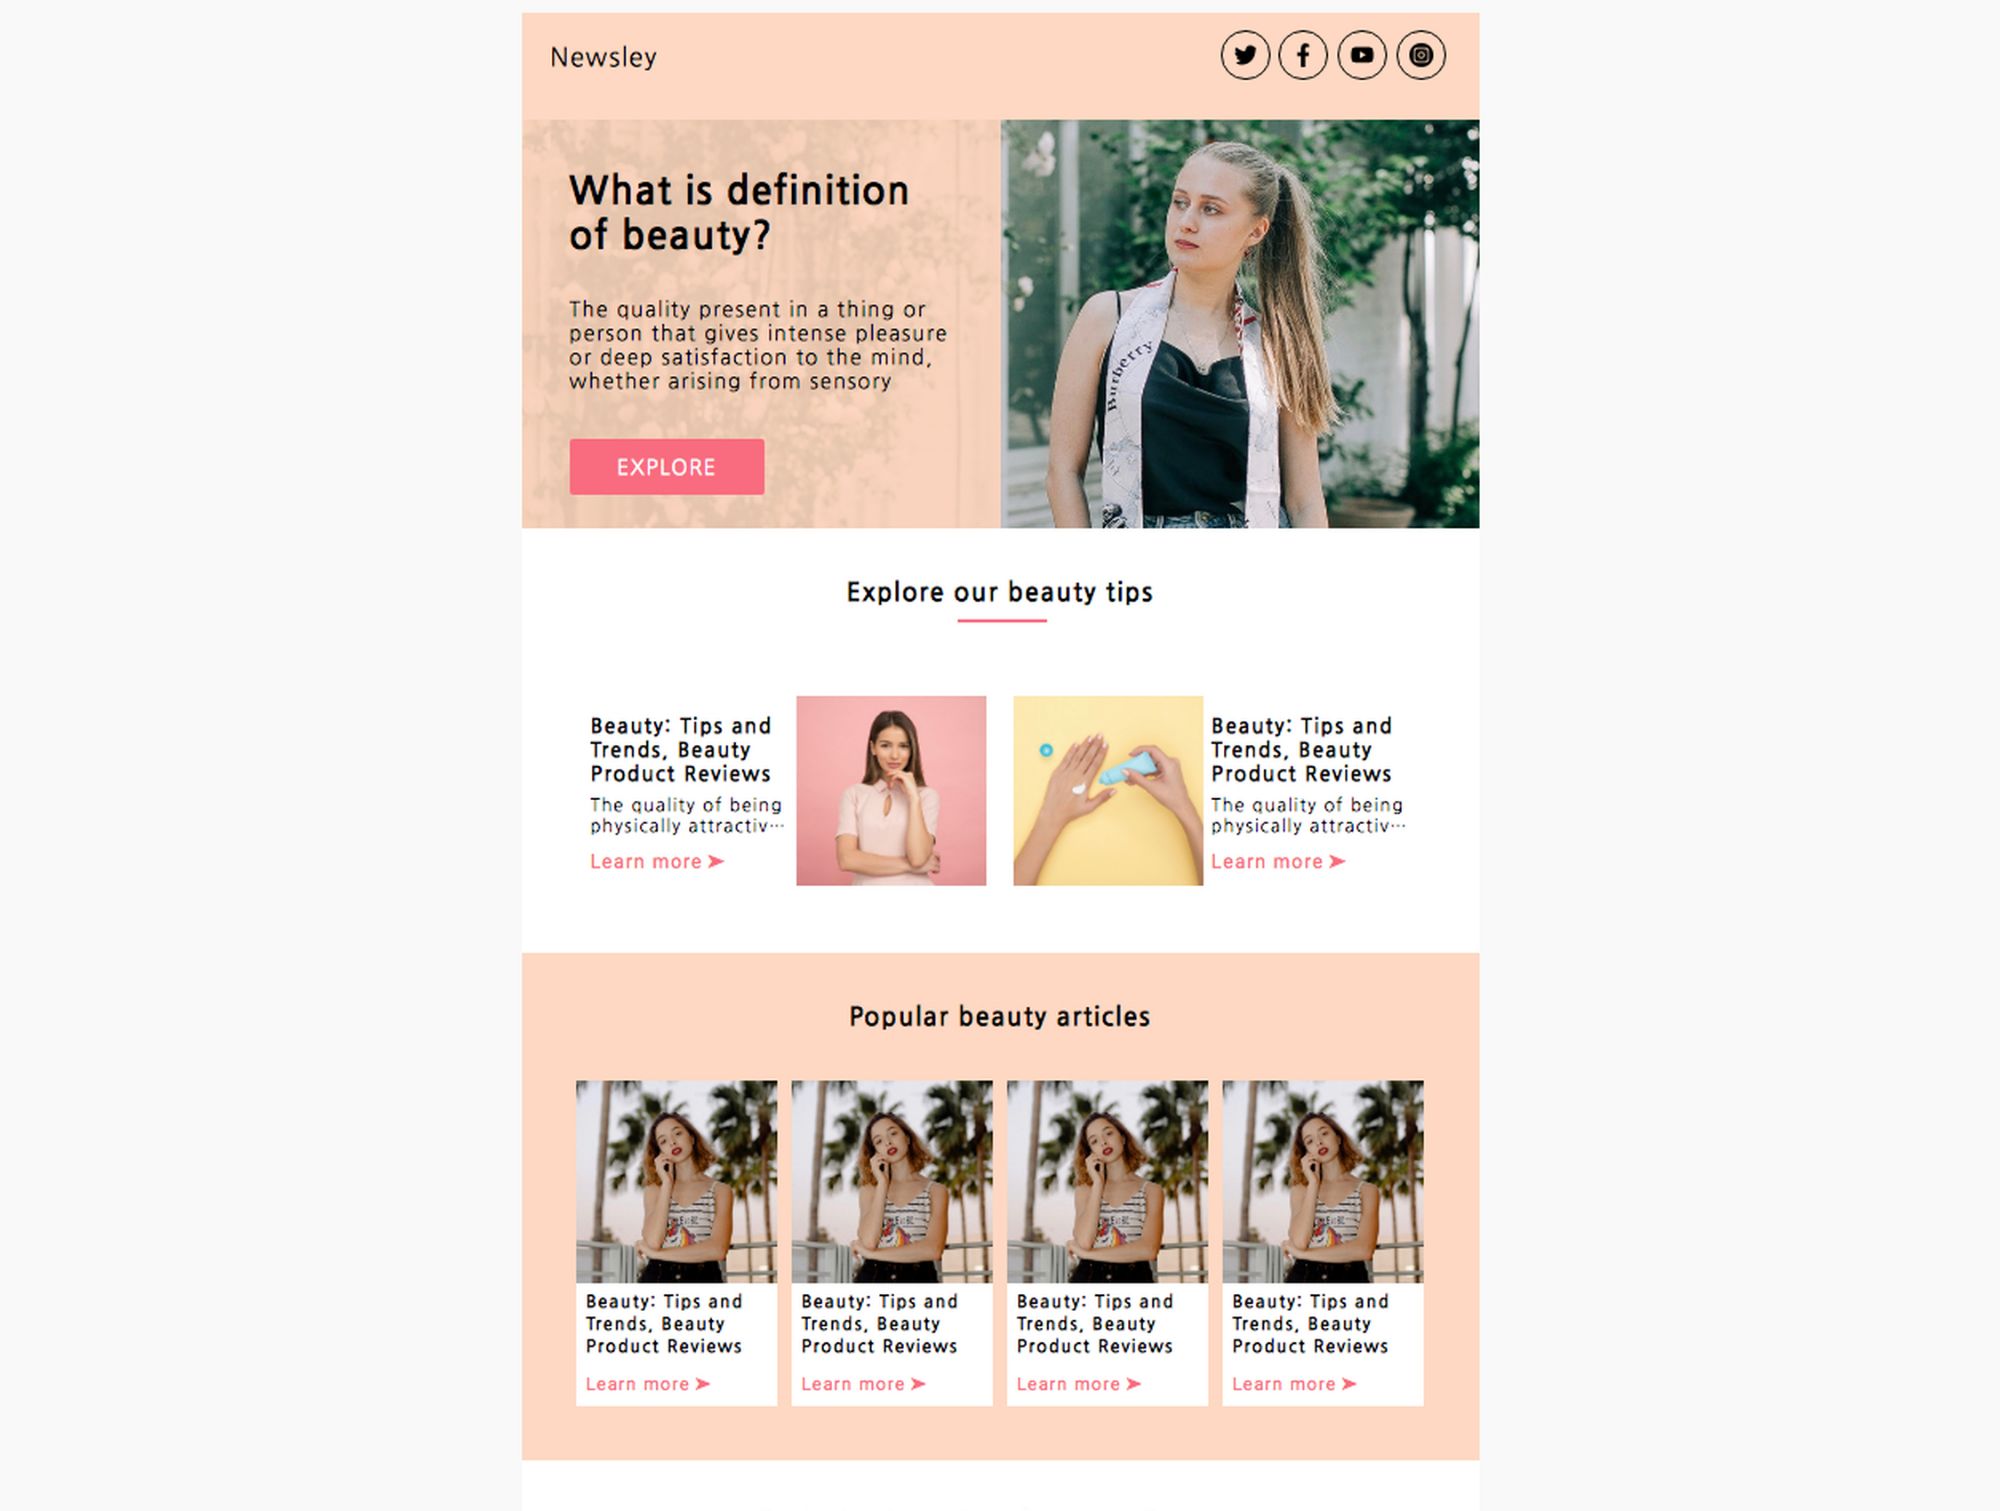 Newsley
What is definition
of beauty?
The quality present in a thing or
person that gives intense pleasure
or deep satisfaction to the mind,
whether arising from sensory
EXPLORE
Burberry
Explore our beauty tips
Beauty: Tips and
Trends, Beauty
Product Reviews
The quality of being
physically attractiv…
Learn more ➤
Beauty: Tips and
Trends, Beauty
Product Reviews
The quality of being
physically attractiv…
Learn more ➤
Popular beauty articles
Beauty: Tips and
Trends, Beauty
Product Reviews
Learn more ➤
Beauty: Tips and
Trends, Beauty
Product Reviews
Learn more ➤
Beauty: Tips and
Trends, Beauty
Product Reviews
Learn more ➤
Beauty: Tips and
Trends, Beauty
Product Reviews
Learn more ➤